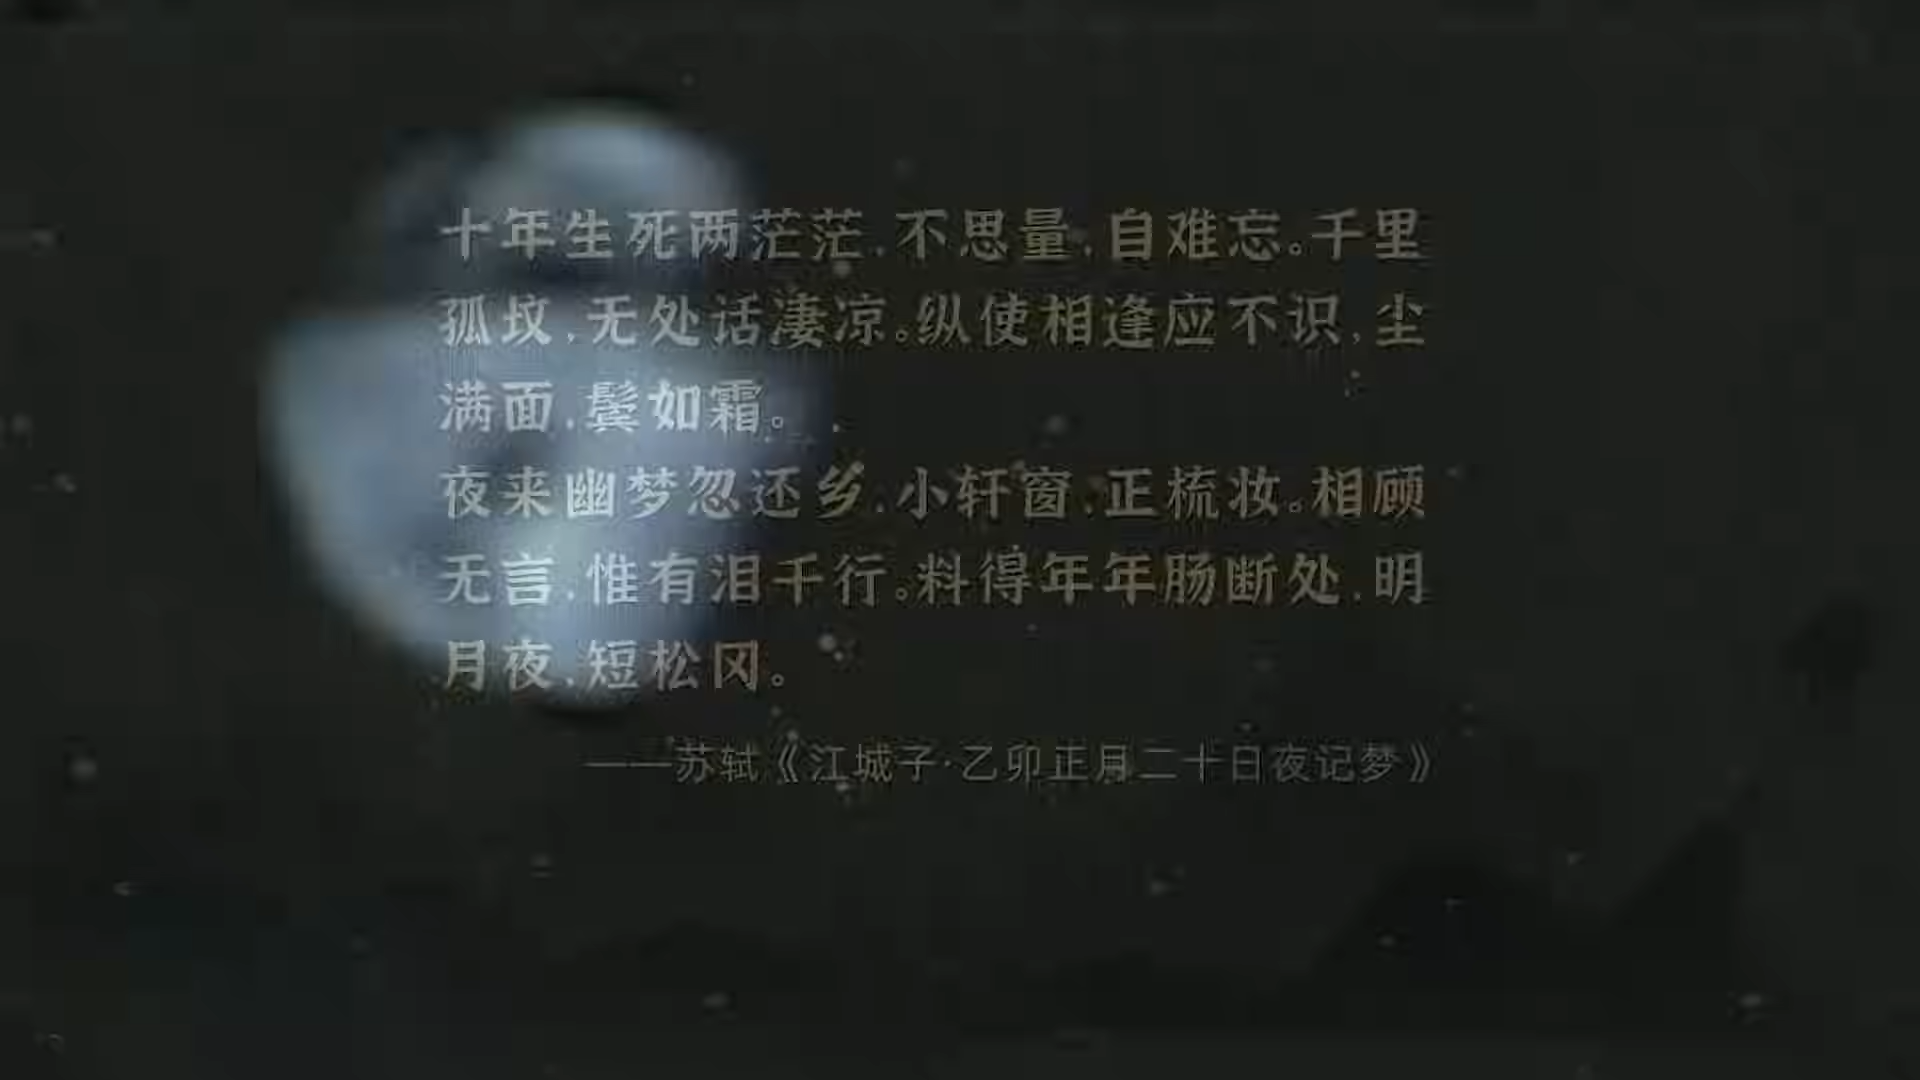 十年生死两茫茫,不思量,自难忘。千里
孤坟,无处话凄凉。纵使相逢应不识,尘
满面,鬓如霜。
夜来幽梦忽还乡,小轩窗,正梳妆。相顾
无言,惟有泪千行。料得年年肠断处,明
月夜,短松冈。
——苏轼《江城子·乙卯正月二十日夜记梦》